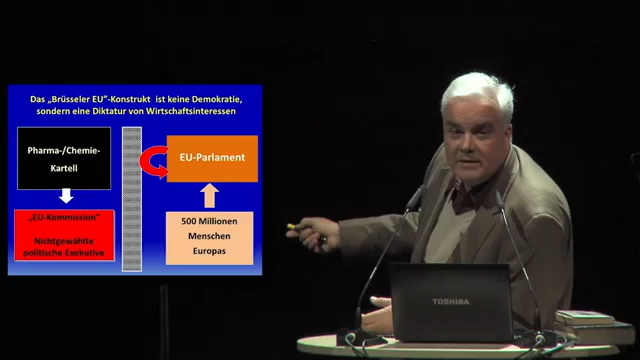 Das „Brüsseler EU"-Konstrukt ist keine Demokratie,
sondern eine Diktatur von Wirtschaftsinteressen
Pharma-/Chemie-
Kartell
EU-Parlament
„EU-Kommission"
Nichtgewählte
politische Exekutive
500 Millionen
Menschen
Europas
TOSHIBA